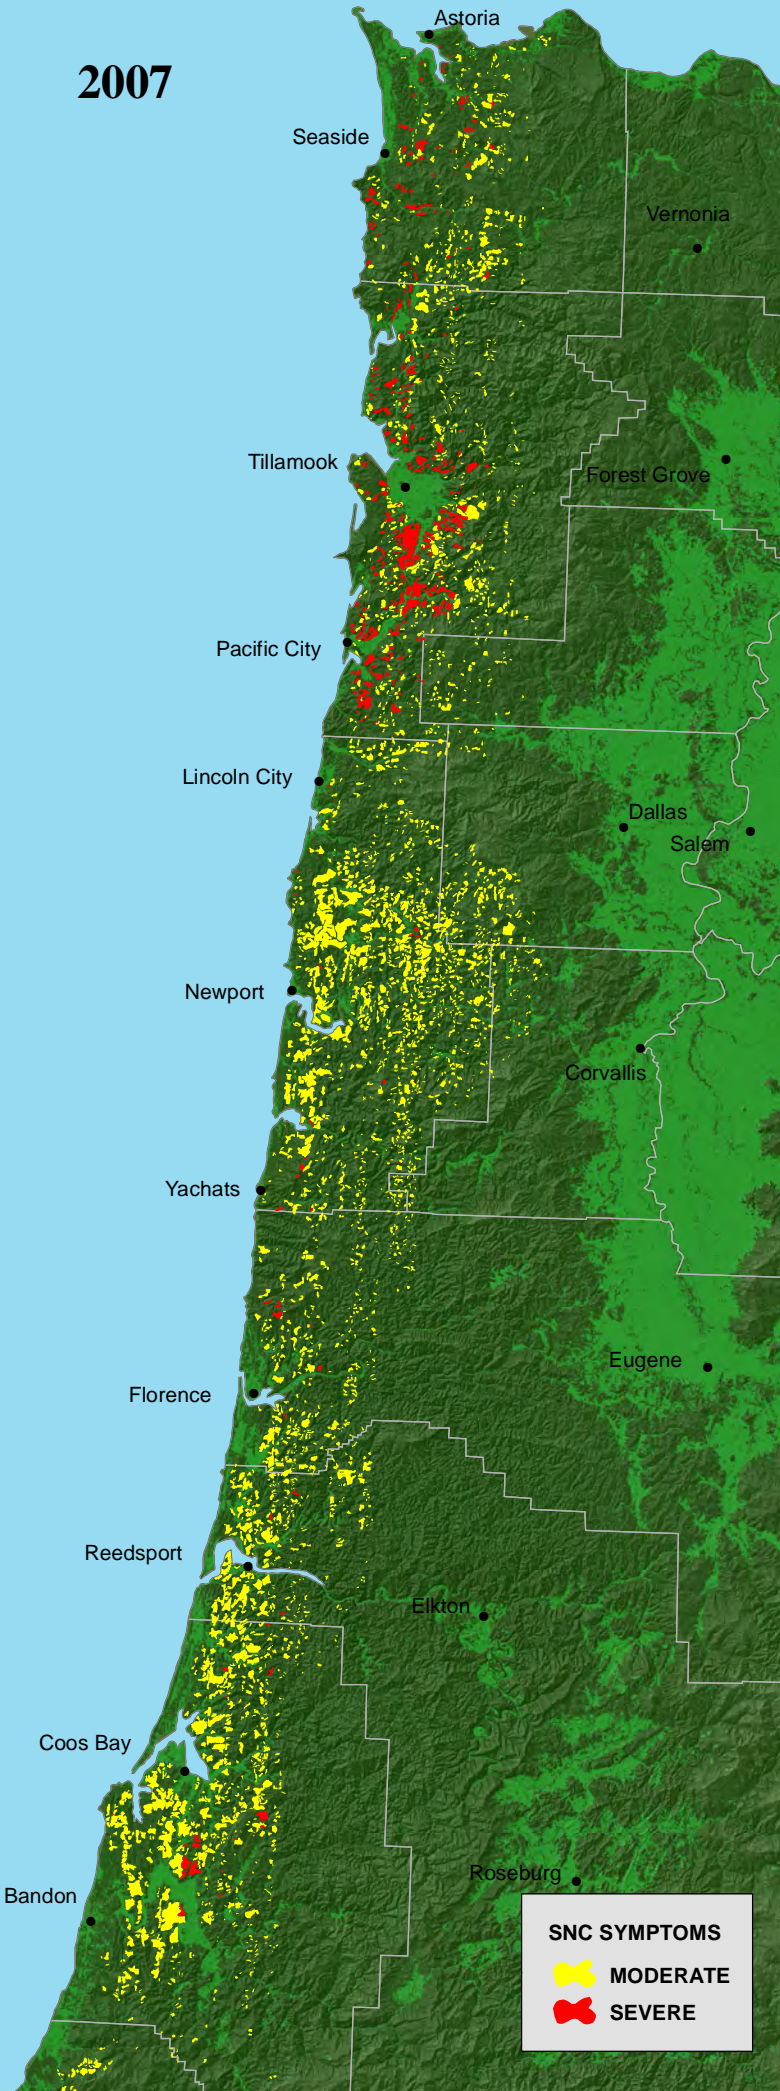 Astoria
2007
Seaside
Vernonia
Tillamook
Forest Grove
Pacific City
Lincoln City
Dallas
Salem
Newport
Corvallis
Yachats
Eugene
Florence
Reedsport
Elkton
Coos Bay
Roseburg
Bandon
SNC SYMPTOMS
MODERATE
SEVERE